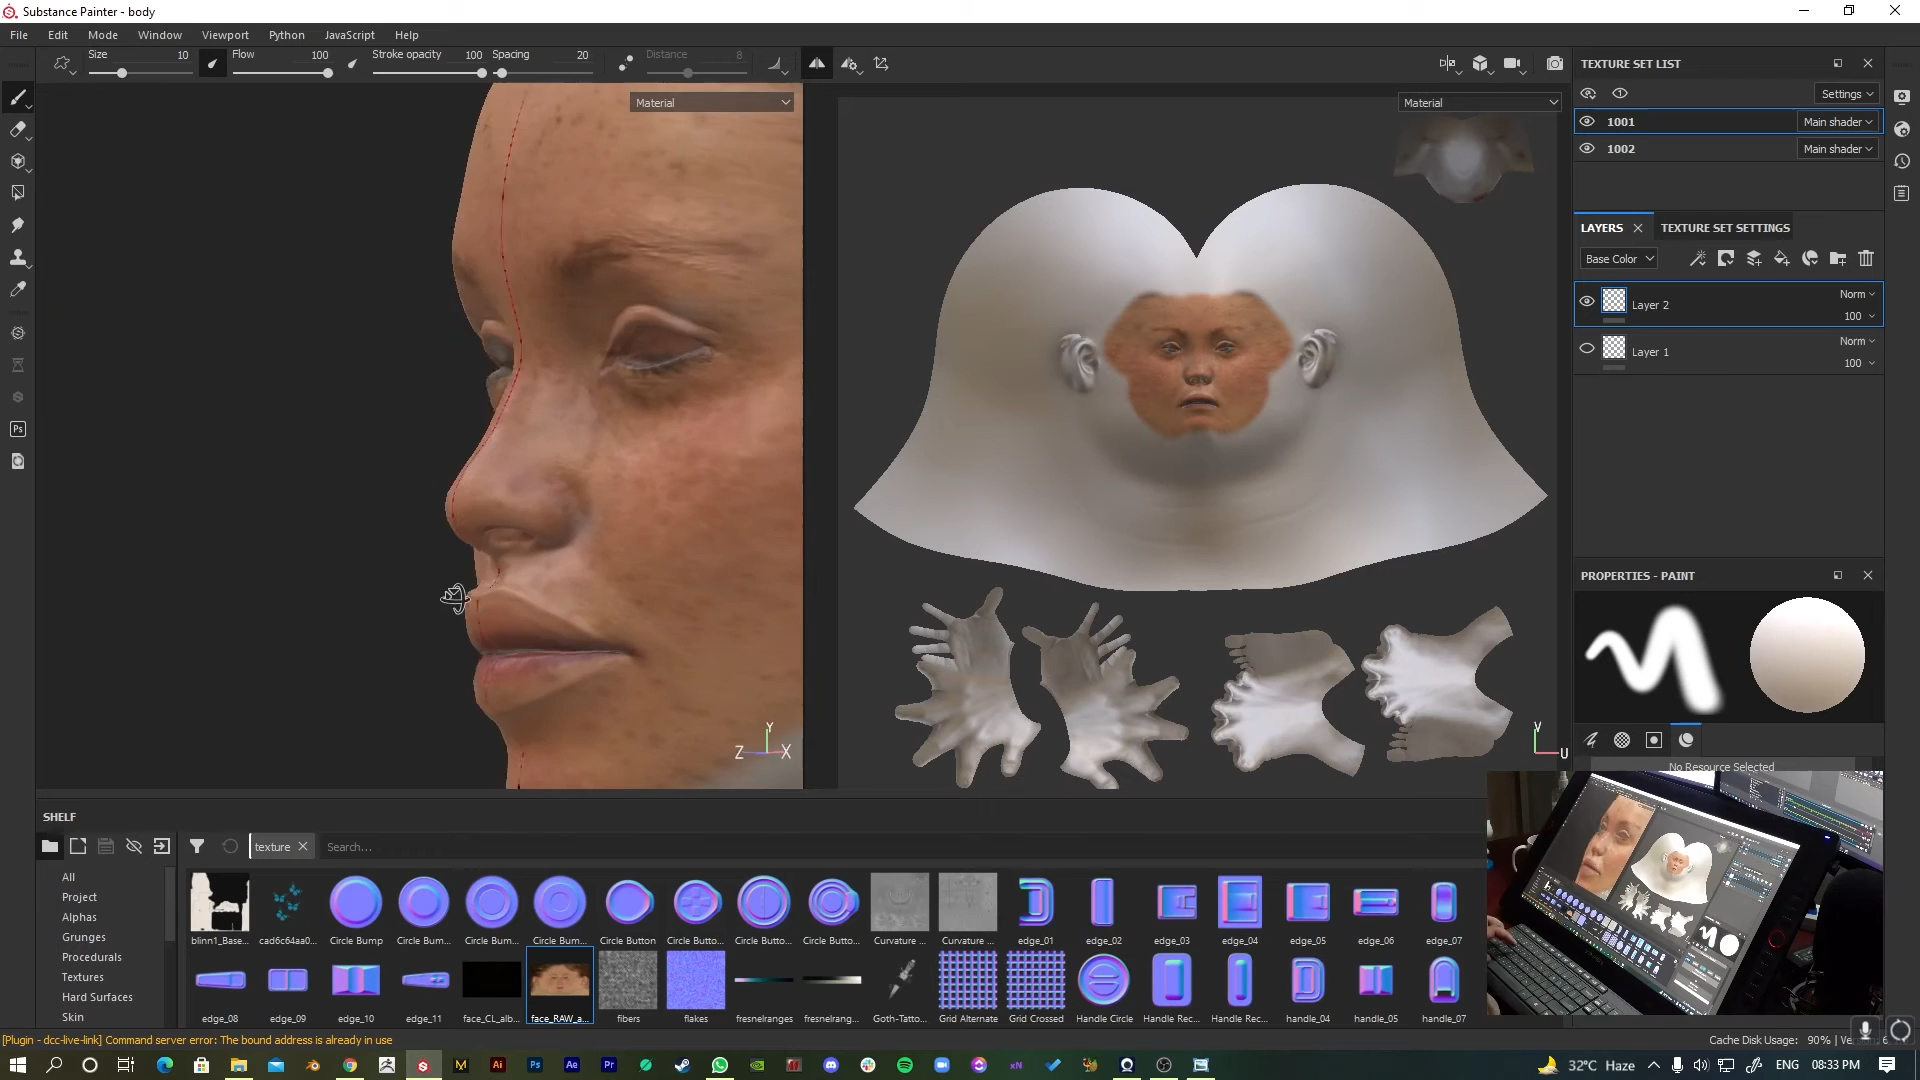 Substance Painter - body
File Edit Mode Window Viewport Python JavaScript Help
Size 10 Flow 100 Stroke opacity 100 Spacing 20 Distance 8
Material
Material
TEXTURE SET LIST
Settings
1001 Main shader
1002 Main shader
LAYERS TEXTURE SET SETTINGS
Base Color
Layer 2 Norm
100
Layer 1 Norm
100
Ps
Y
Z X
V
U
PROPERTIES - PAINT
No Resource Selected
SHELF
texture Search...
All
Project
Alphas
Grunges
Procedurals
Textures
Hard Surfaces
Skin
blinn1_Base... cad6c64aa0... Circle Bump Circle Bum... Circle Bum... Circle Bum... Circle Button Circle Butto... Circle Butto... Circle Butto... Curvature ... Curvature ... edge_01 edge_02 edge_03 edge_04 edge_05 edge_06 edge_07
edge_08 edge_09 edge_10 edge_11 face_CL_alb... face_RAW_a... fibers flakes fresnelranges fresnelrang... Goth-Tatto... Grid Alternate Grid Crossed Handle Circle Handle Rec... Handle Rec... handle_04 handle_05 handle_07
[Plugin - dcc-live-link] Command server error: The bound address is already in use
Cache Disk Usage: 90% | Version: 6
32°C Haze ENG 08:33 PM